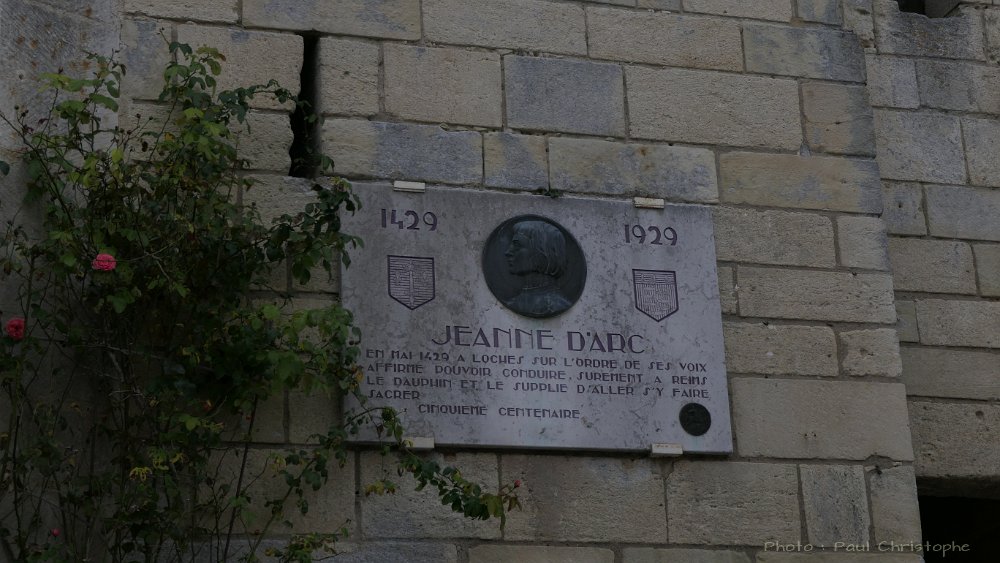 1429 1929
JEANNE D'ARC
EN MAI 1429 A LOCHES SUR L'ORDRE DE SES VOIX
AFFIRME POUVOIR CONDUIRE, SUREMENT, A REIMS
LE DAUPHIN ET LE SUPPLIE D'ALLER S'Y FAIRE
SACRER
CINQUIEME CENTENAIRE
Photo : Paul Christophe